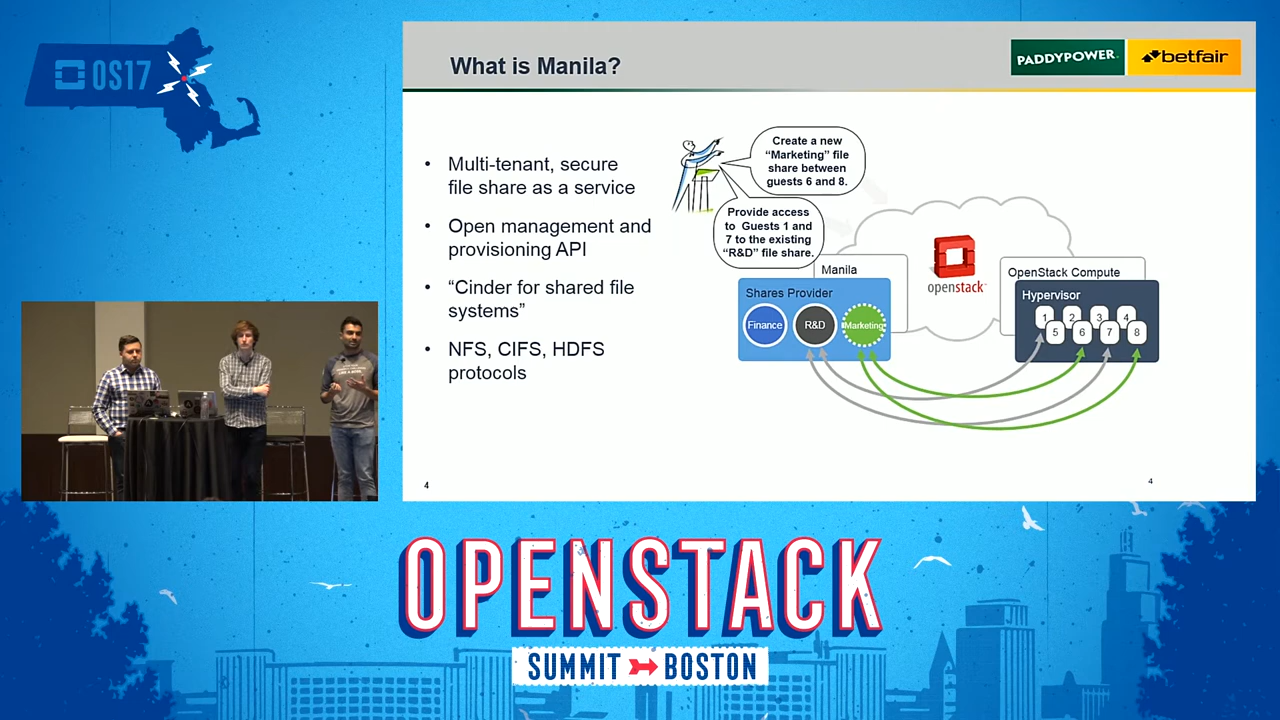 OS17
What is Manila?
PADDYPOWER.
betfair
• Multi-tenant, secure
file share as a service
• Open management and
provisioning API
• “Cinder for shared file
systems”
• NFS, CIFS, HDFS
protocols
Create a new
“Marketing” file
share between
guests 6 and 8.
Provide access
to Guests 1 and
7 to the existing
“R&D” file share.
Manila
Shares Provider
Finance
R&D
Marketing
openstack
OpenStack Compute
Hypervisor
1 2 3 4
5 6 7 8
4
4
OPENSTACK
SUMMIT BOSTON